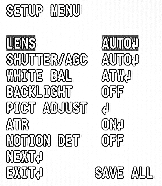 SETUP MENU
LENS AUTO↲
SHUTTER/AGC AUTO↲
WHITE BAL ATW↲
BACKLIGHT OFF
PICT ADJUST ↲
ATR ON↲
MOTION DET OFF
NEXT↲
EXIT↲ SAVE ALL